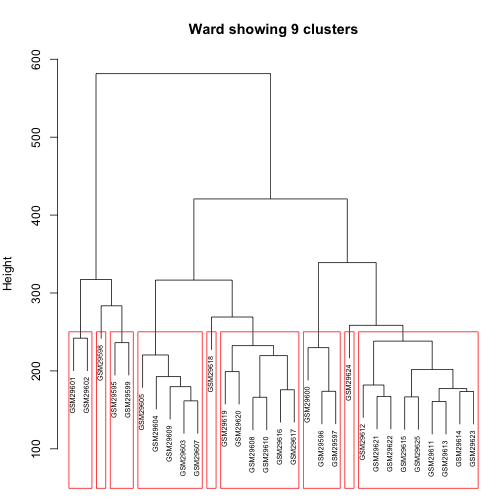 Ward showing 9 clusters
Height
600
500
400
300
200
100
GSM29601
GSM29602
GSM29598
GSM29595
GSM29599
GSM29605
GSM29604
GSM29609
GSM29603
GSM29607
GSM29618
GSM29619
GSM29620
GSM29608
GSM29610
GSM29616
GSM29617
GSM29600
GSM29596
GSM29597
GSM29624
GSM29612
GSM29621
GSM29622
GSM29615
GSM29625
GSM29611
GSM29613
GSM29614
GSM29623